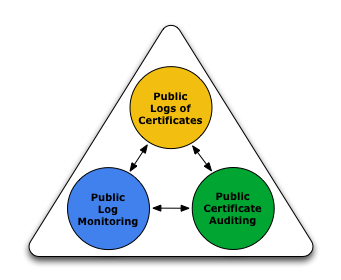 Public
Logs of
Certificates
Public
Log
Monitoring
Public
Certificate
Auditing